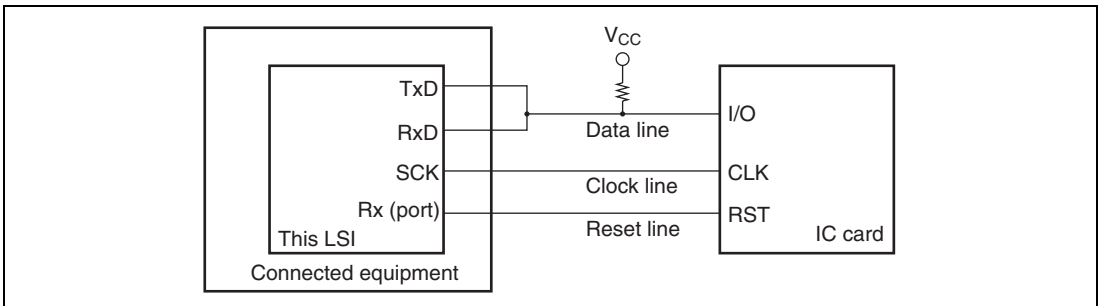 V_CC
TxD
RxD
SCK
Rx (port)
This LSI
Connected equipment
Data line
Clock line
Reset line
I/O
CLK
RST
IC card